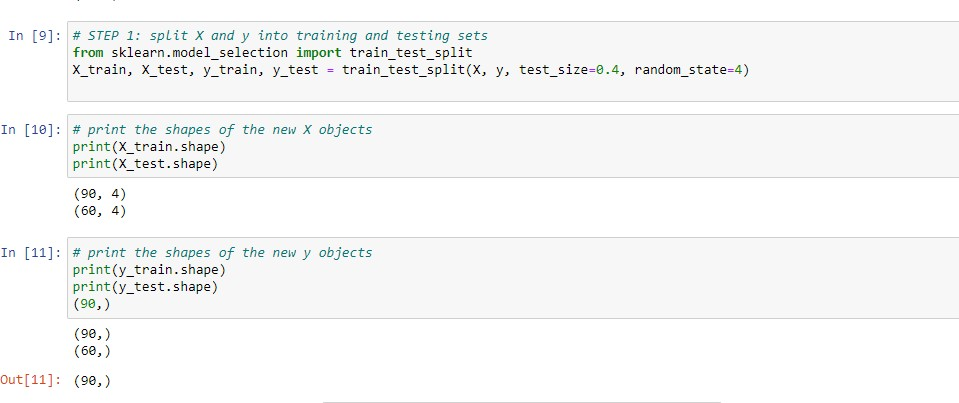 In [9]: # STEP 1: split X and y into training and testing sets
from sklearn.model_selection import train_test_split
X_train, X_test, y_train, y_test = train_test_split(X, y, test_size=0.4, random_state=4)
In [10]: # print the shapes of the new X objects
print(X_train.shape)
print(X_test.shape)
(90, 4)
(60, 4)
In [11]: # print the shapes of the new y objects
print(y_train.shape)
print(y_test.shape)
(90,)
(90,)
(60,)
Out[11]: (90,)